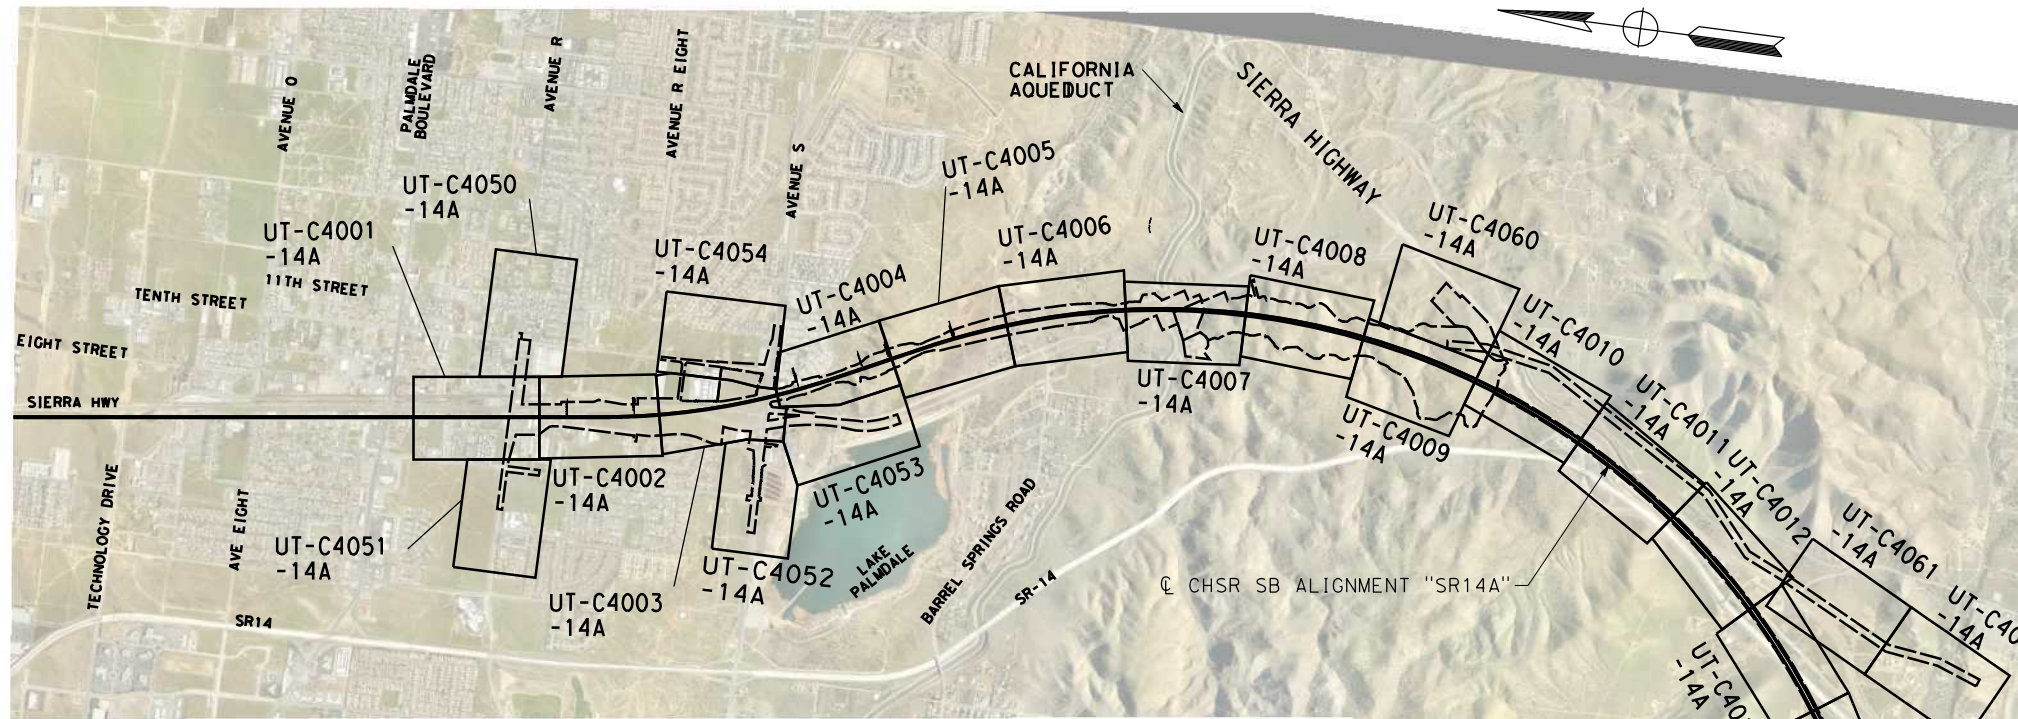 CALIFORNIA
AQUEDUCT
SIERRA HIGHWAY
AVENUE O
PALMDALE
BOULEVARD
AVENUE R
AVENUE R EIGHT
AVENUE S
UT-C4005
-14A
UT-C4050
-14A
UT-C4001
-14A
11TH STREET
TENTH STREET
EIGHT STREET
SIERRA HWY
UT-C4054
-14A
UT-C4004
-14A
UT-C4006
-14A
UT-C4008
-14A
UT-C4060
-14A
UT-C4010
-14A
UT-C4007
-14A
UT-C4009
-14A
UT-C4011
-14A
UT-C4012
-14A
UT-C4061
-14A
UT-C40
-14A
UT-C40
-14A
UT-C4002
-14A
UT-C4053
-14A
UT-C4051
-14A
UT-C4052
-14A
UT-C4003
-14A
TECHNOLOGY DRIVE
AVE EIGHT
SR14
LAKE
PALMDALE
BARREL SPRINGS ROAD
SR-14
℄ CHSR SB ALIGNMENT "SR14A"